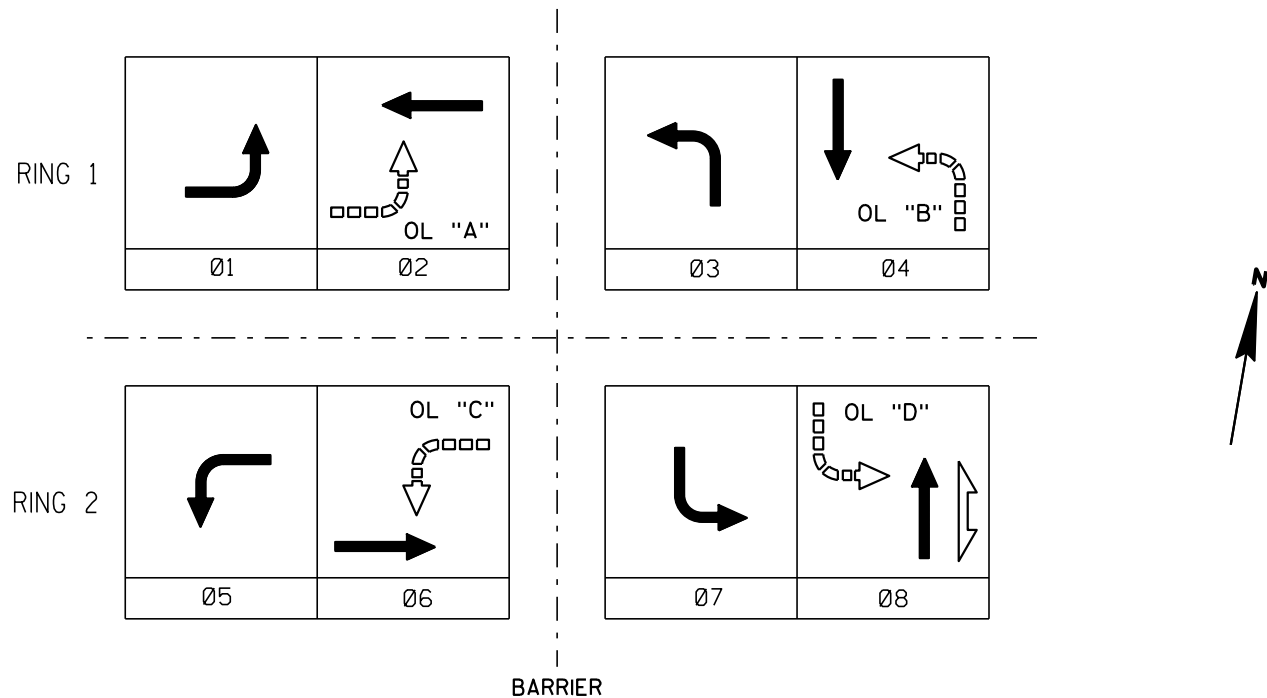 RING 1
OL "A"
Ø1
Ø2
OL "B"
Ø3
Ø4
N
RING 2
OL "C"
Ø5
Ø6
OL "D"
Ø7
Ø8
BARRIER